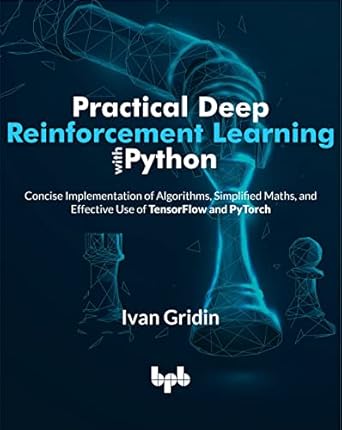 Practical Deep
Reinforcement Learning
with Python
Concise Implementation of Algorithms, Simplified Maths, and
Effective Use of TensorFlow and PyTorch
Ivan Gridin
bpb